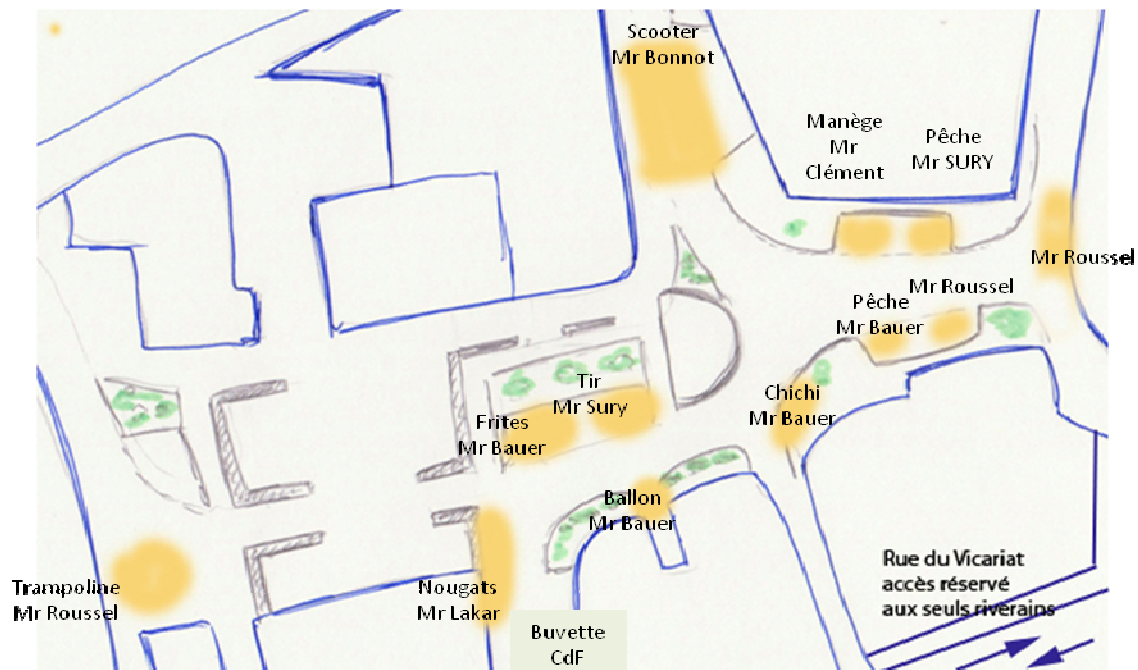 Scooter
Mr Bonnot
Manège
Mr
Clément
Pêche
Mr SURY
Mr Roussel
Mr Roussel
Pêche
Mr Bauer
Tir
Mr Sury
Chichi
Mr Bauer
Frites
Mr Bauer
Ballon
Mr Bauer
Trampoline
Mr Roussel
Nougats
Mr Lakar
Rue du Vicariat
accès réservé
aux seuls riverains
Buvette
CdF